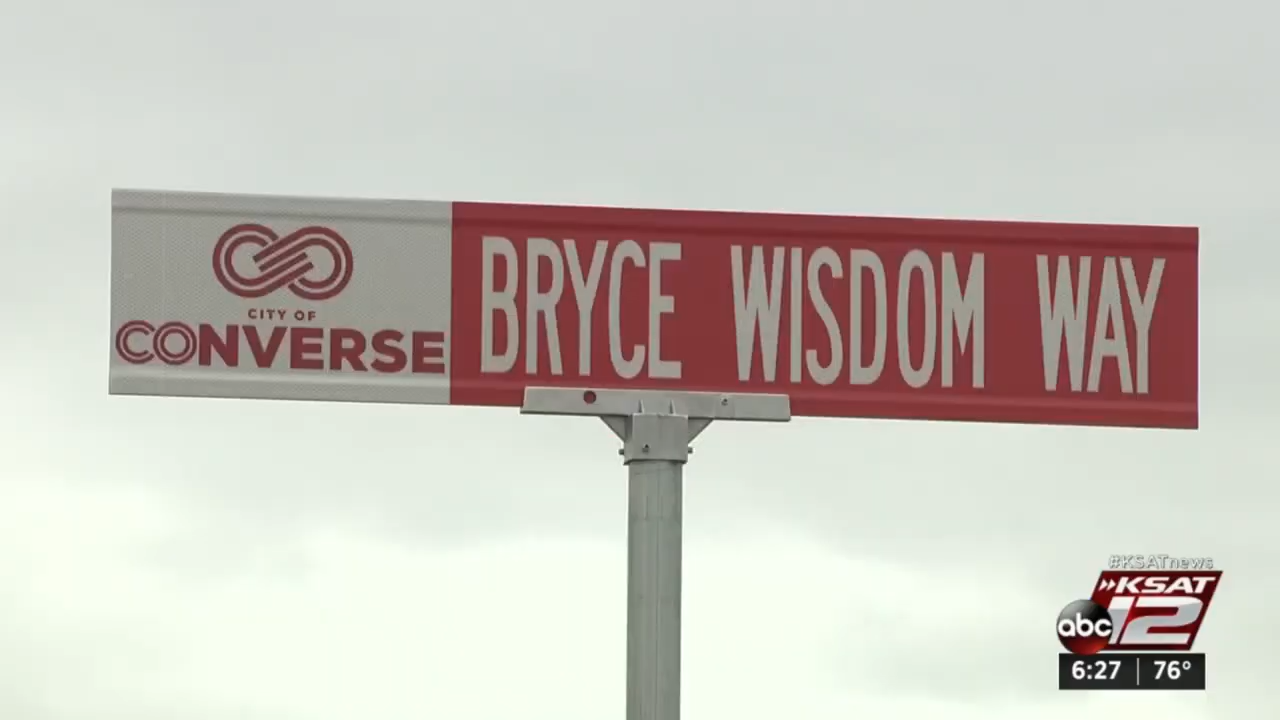 CITY OF
CONVERSE
BRYCE WISDOM WAY
#KSATnews
KSAT
abc 12
6:27 76°